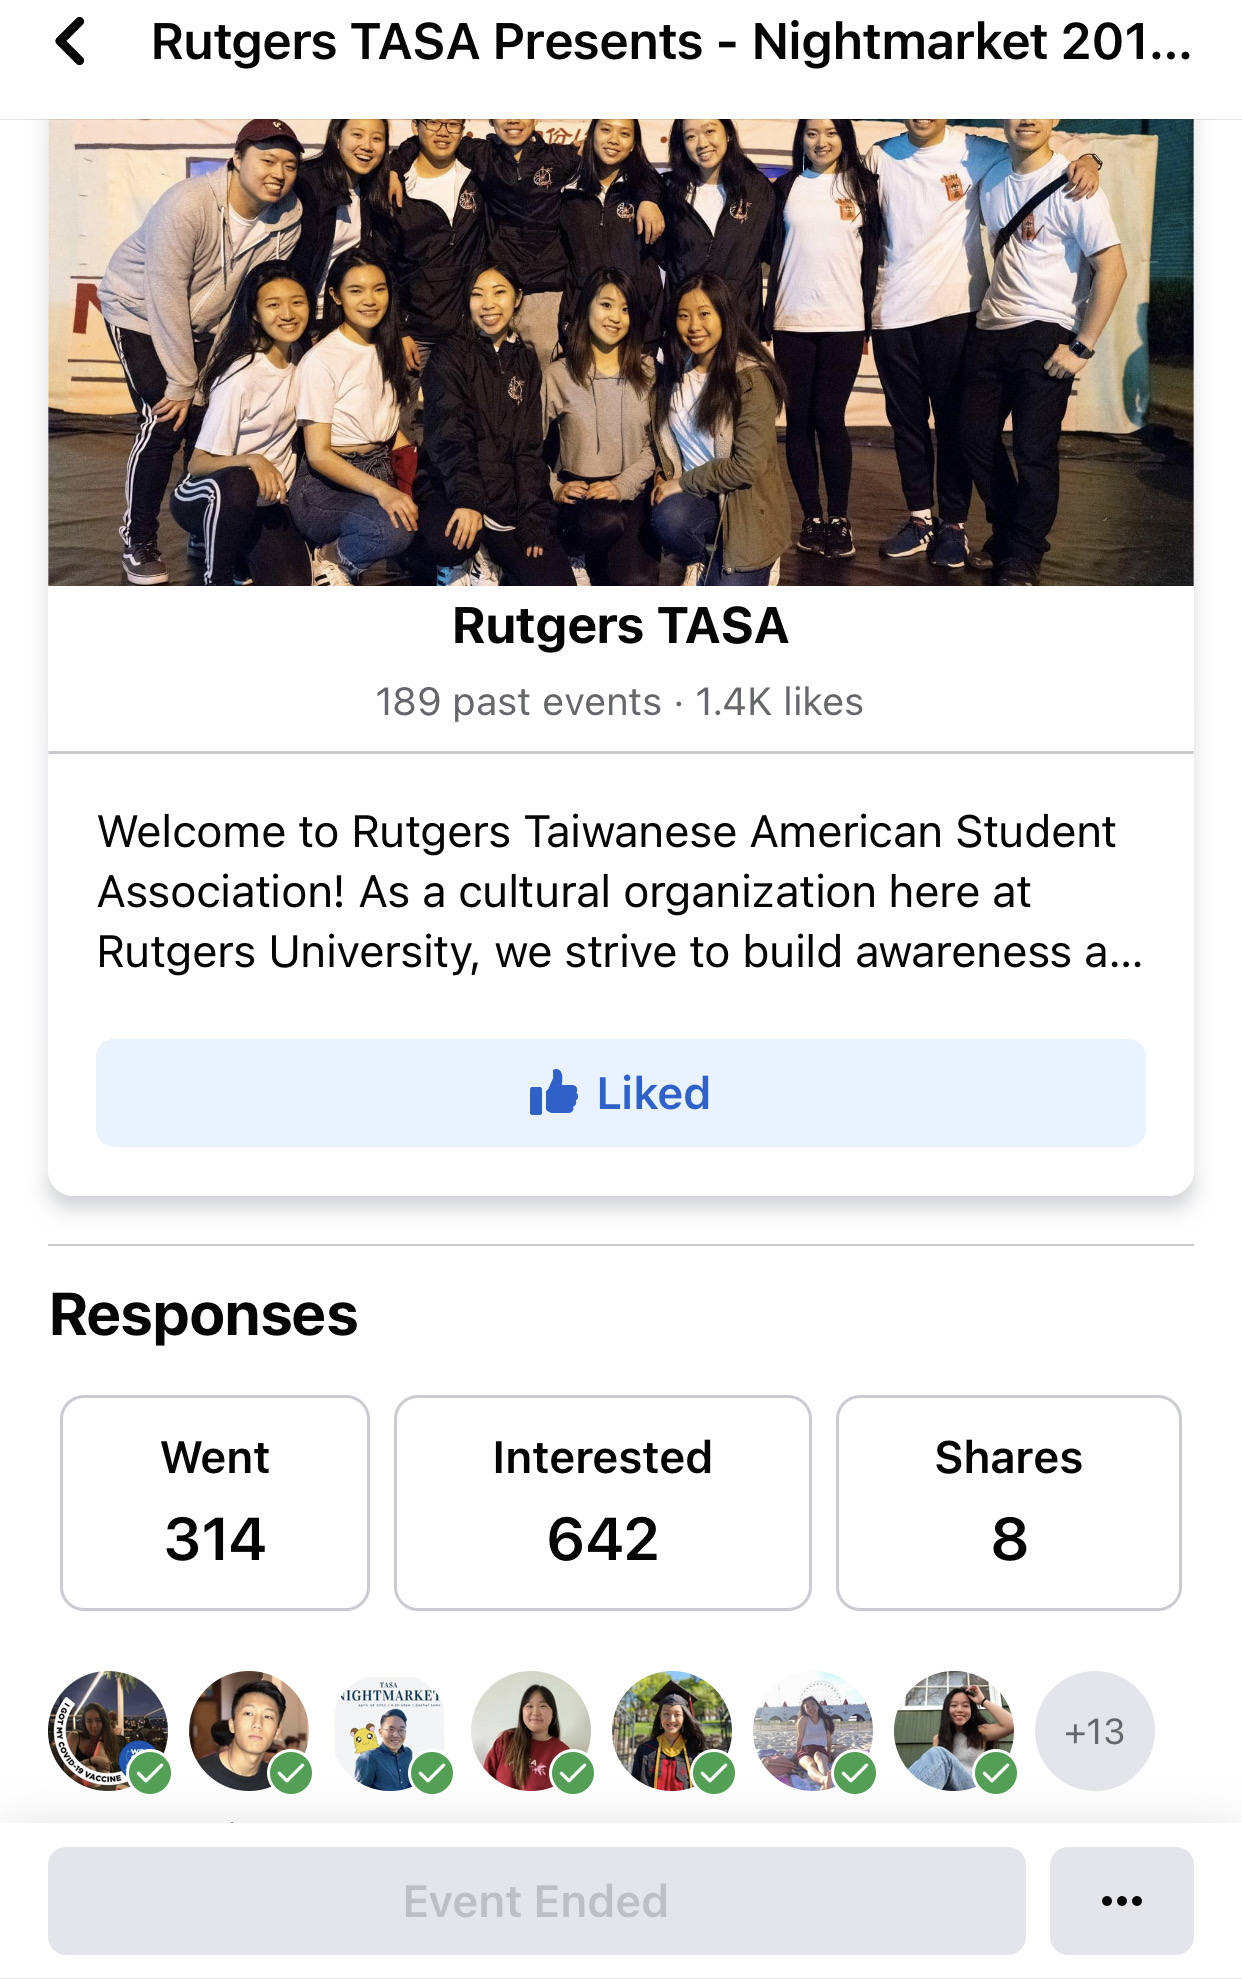 Rutgers TASA Presents - Nightmarket 201...
Rutgers TASA
189 past events · 1.4K likes
Welcome to Rutgers Taiwanese American Student
Association! As a cultural organization here at
Rutgers University, we strive to build awareness a...
Liked
Responses
Went
314
Interested
642
Shares
8
I GOT MY COVID-19 VACCINE
TASA
NIGHTMARKET
+13
Event Ended